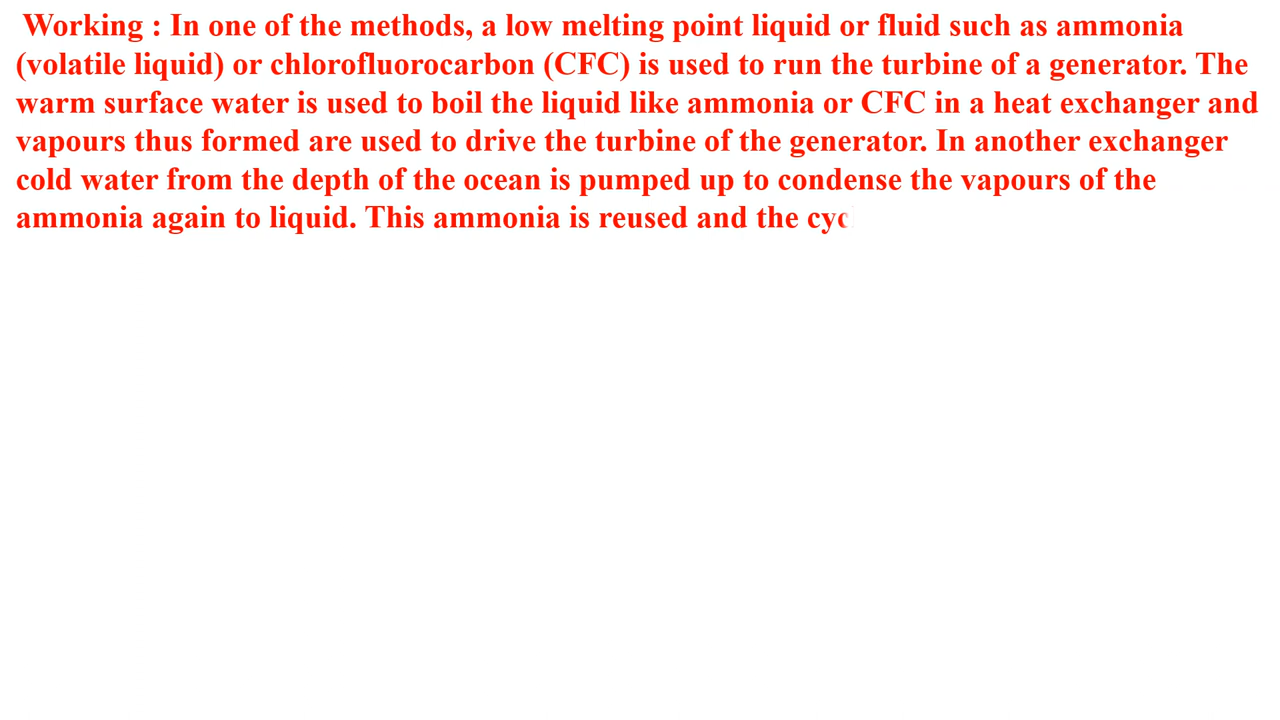 Working : In one of the methods, a low melting point liquid or fluid such as ammonia
(volatile liquid) or chlorofluorocarbon (CFC) is used to run the turbine of a generator. The
warm surface water is used to boil the liquid like ammonia or CFC in a heat exchanger and
vapours thus formed are used to drive the turbine of the generator. In another exchanger
cold water from the depth of the ocean is pumped up to condense the vapours of the
ammonia again to liquid. This ammonia is reused and the